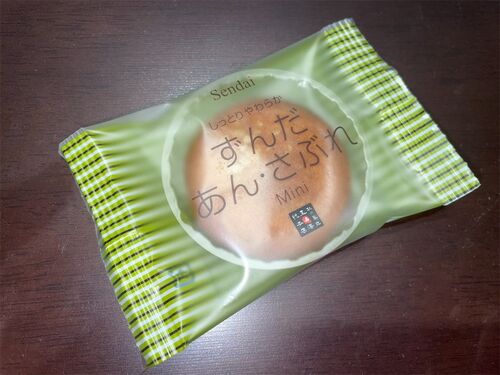 Sendai
しっとりやわらか
ずんだ
あん・さぶれ
Mini